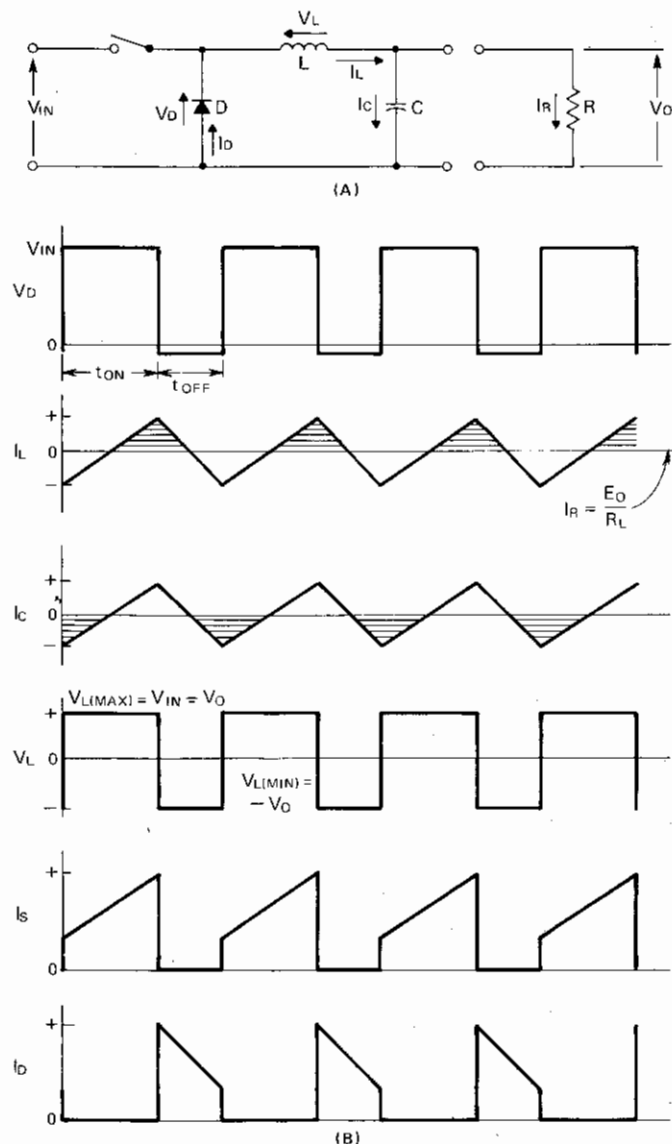 VL
L
IL
VIN
VD
D
ID
IC
C
IR
R
VO
(A)
VIN
VD
0
tON
tOFF
+
IL
0
−
IR = EO/RL
+
IC
0
−
VL(MAX) = VIN = VO
+
VL
0
VL(MIN) =
− VO
−
+
IS
0
+
ID
0
(B)